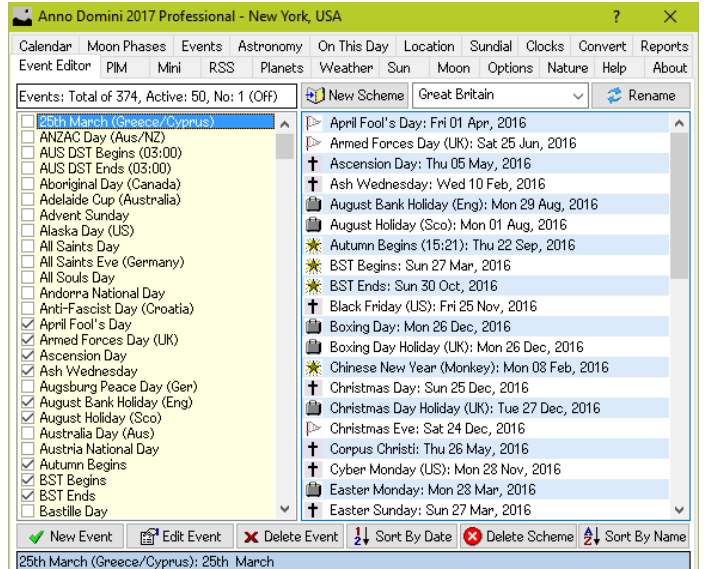 Anno Domini 2017 Professional - New York, USA
Calendar Moon Phases Events Astronomy On This Day Location Sundial Clocks Convert Reports
Event Editor PIM Mini RSS Planets Weather Sun Moon Options Nature Help About
Events: Total of 374, Active: 50, No: 1 (Off)
New Scheme
Great Britain
Rename
25th March (Greece/Cyprus)
ANZAC Day (Aus/NZ)
AUS DST Begins (03:00)
AUS DST Ends (03:00)
Aboriginal Day (Canada)
Adelaide Cup (Australia)
Advent Sunday
Alaska Day (US)
All Saints Day
All Saints Eve (Germany)
All Souls Day
Andorra National Day
Anti-Fascist Day (Croatia)
April Fool's Day
Armed Forces Day (UK)
Ascension Day
Ash Wednesday
Augsburg Peace Day (Ger)
August Bank Holiday (Eng)
August Holiday (Sco)
Australia Day (Aus)
Austria National Day
Autumn Begins
BST Begins
BST Ends
Bastille Day
April Fool's Day: Fri 01 Apr, 2016
Armed Forces Day (UK): Sat 25 Jun, 2016
Ascension Day: Thu 05 May, 2016
Ash Wednesday: Wed 10 Feb, 2016
August Bank Holiday (Eng): Mon 29 Aug, 2016
August Holiday (Sco): Mon 01 Aug, 2016
Autumn Begins (15:21): Thu 22 Sep, 2016
BST Begins: Sun 27 Mar, 2016
BST Ends: Sun 30 Oct, 2016
Black Friday (US): Fri 25 Nov, 2016
Boxing Day: Mon 26 Dec, 2016
Boxing Day Holiday (UK): Mon 26 Dec, 2016
Chinese New Year (Monkey): Mon 08 Feb, 2016
Christmas Day: Sun 25 Dec, 2016
Christmas Day Holiday (UK): Tue 27 Dec, 2016
Christmas Eve: Sat 24 Dec, 2016
Corpus Christi: Thu 26 May, 2016
Cyber Monday (US): Mon 28 Nov, 2016
Easter Monday: Mon 28 Mar, 2016
Easter Sunday: Sun 27 Mar, 2016
New Event Edit Event Delete Event Sort By Date Delete Scheme Sort By Name
25th March (Greece/Cyprus): 25th March